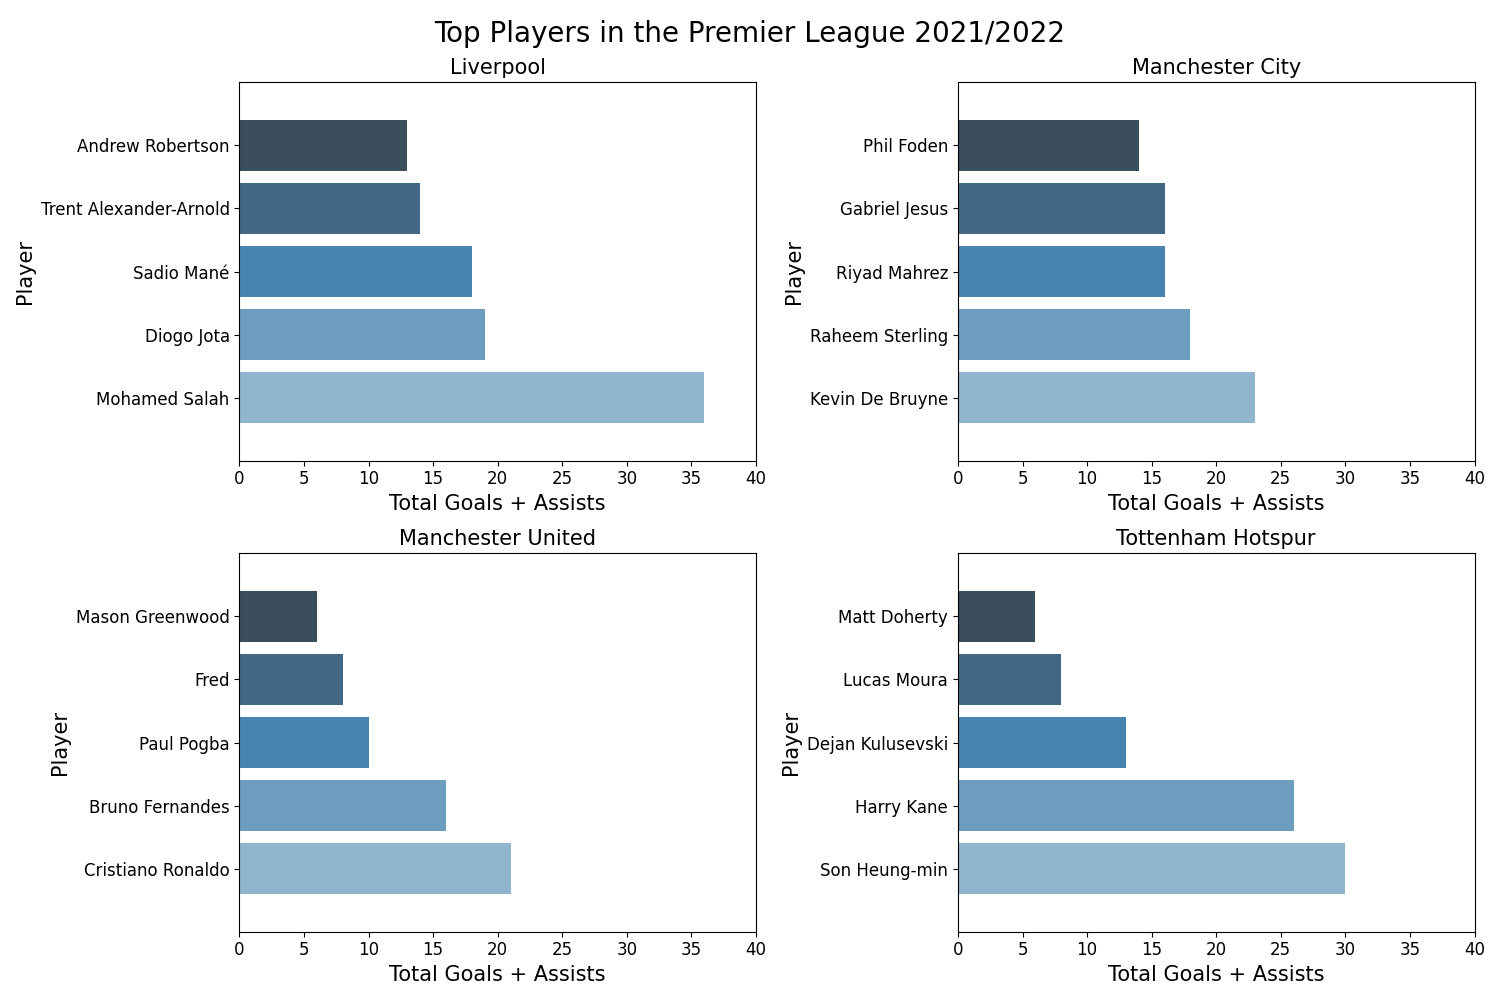 Top Players in the Premier League 2021/2022
Liverpool
Player
Andrew Robertson
Trent Alexander-Arnold
Sadio Mané
Diogo Jota
Mohamed Salah
0 5 10 15 20 25 30 35 40
Total Goals + Assists
Manchester City
Player
Phil Foden
Gabriel Jesus
Riyad Mahrez
Raheem Sterling
Kevin De Bruyne
0 5 10 15 20 25 30 35 40
Total Goals + Assists
Manchester United
Player
Mason Greenwood
Fred
Paul Pogba
Bruno Fernandes
Cristiano Ronaldo
0 5 10 15 20 25 30 35 40
Total Goals + Assists
Tottenham Hotspur
Player
Matt Doherty
Lucas Moura
Dejan Kulusevski
Harry Kane
Son Heung-min
0 5 10 15 20 25 30 35 40
Total Goals + Assists